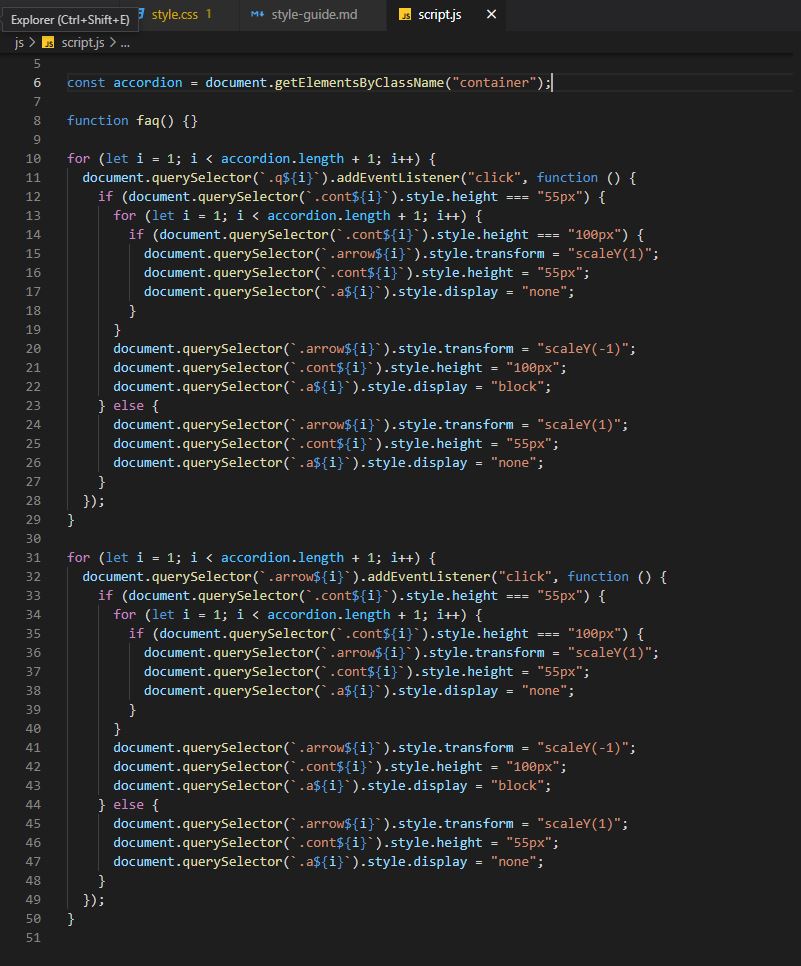 Explorer (Ctrl+Shift+E) style.css 1 style-guide.md JS script.js ×
js > JS script.js > ...
5
6 const accordion = document.getElementsByClassName("container");
7
8 function faq() {}
9
10 for (let i = 1; i < accordion.length + 1; i++) {
11   document.querySelector(`.q${i}`).addEventListener("click", function () {
12     if (document.querySelector(`.cont${i}`).style.height === "55px") {
13       for (let i = 1; i < accordion.length + 1; i++) {
14         if (document.querySelector(`.cont${i}`).style.height === "100px") {
15           document.querySelector(`.arrow${i}`).style.transform = "scaleY(1)";
16           document.querySelector(`.cont${i}`).style.height = "55px";
17           document.querySelector(`.a${i}`).style.display = "none";
18         }
19       }
20       document.querySelector(`.arrow${i}`).style.transform = "scaleY(-1)";
21       document.querySelector(`.cont${i}`).style.height = "100px";
22       document.querySelector(`.a${i}`).style.display = "block";
23     } else {
24       document.querySelector(`.arrow${i}`).style.transform = "scaleY(1)";
25       document.querySelector(`.cont${i}`).style.height = "55px";
26       document.querySelector(`.a${i}`).style.display = "none";
27     }
28   });
29 }
30
31 for (let i = 1; i < accordion.length + 1; i++) {
32   document.querySelector(`.arrow${i}`).addEventListener("click", function () {
33     if (document.querySelector(`.cont${i}`).style.height === "55px") {
34       for (let i = 1; i < accordion.length + 1; i++) {
35         if (document.querySelector(`.cont${i}`).style.height === "100px") {
36           document.querySelector(`.arrow${i}`).style.transform = "scaleY(1)";
37           document.querySelector(`.cont${i}`).style.height = "55px";
38           document.querySelector(`.a${i}`).style.display = "none";
39         }
40       }
41       document.querySelector(`.arrow${i}`).style.transform = "scaleY(-1)";
42       document.querySelector(`.cont${i}`).style.height = "100px";
43       document.querySelector(`.a${i}`).style.display = "block";
44     } else {
45       document.querySelector(`.arrow${i}`).style.transform = "scaleY(1)";
46       document.querySelector(`.cont${i}`).style.height = "55px";
47       document.querySelector(`.a${i}`).style.display = "none";
48     }
49   });
50 }
51